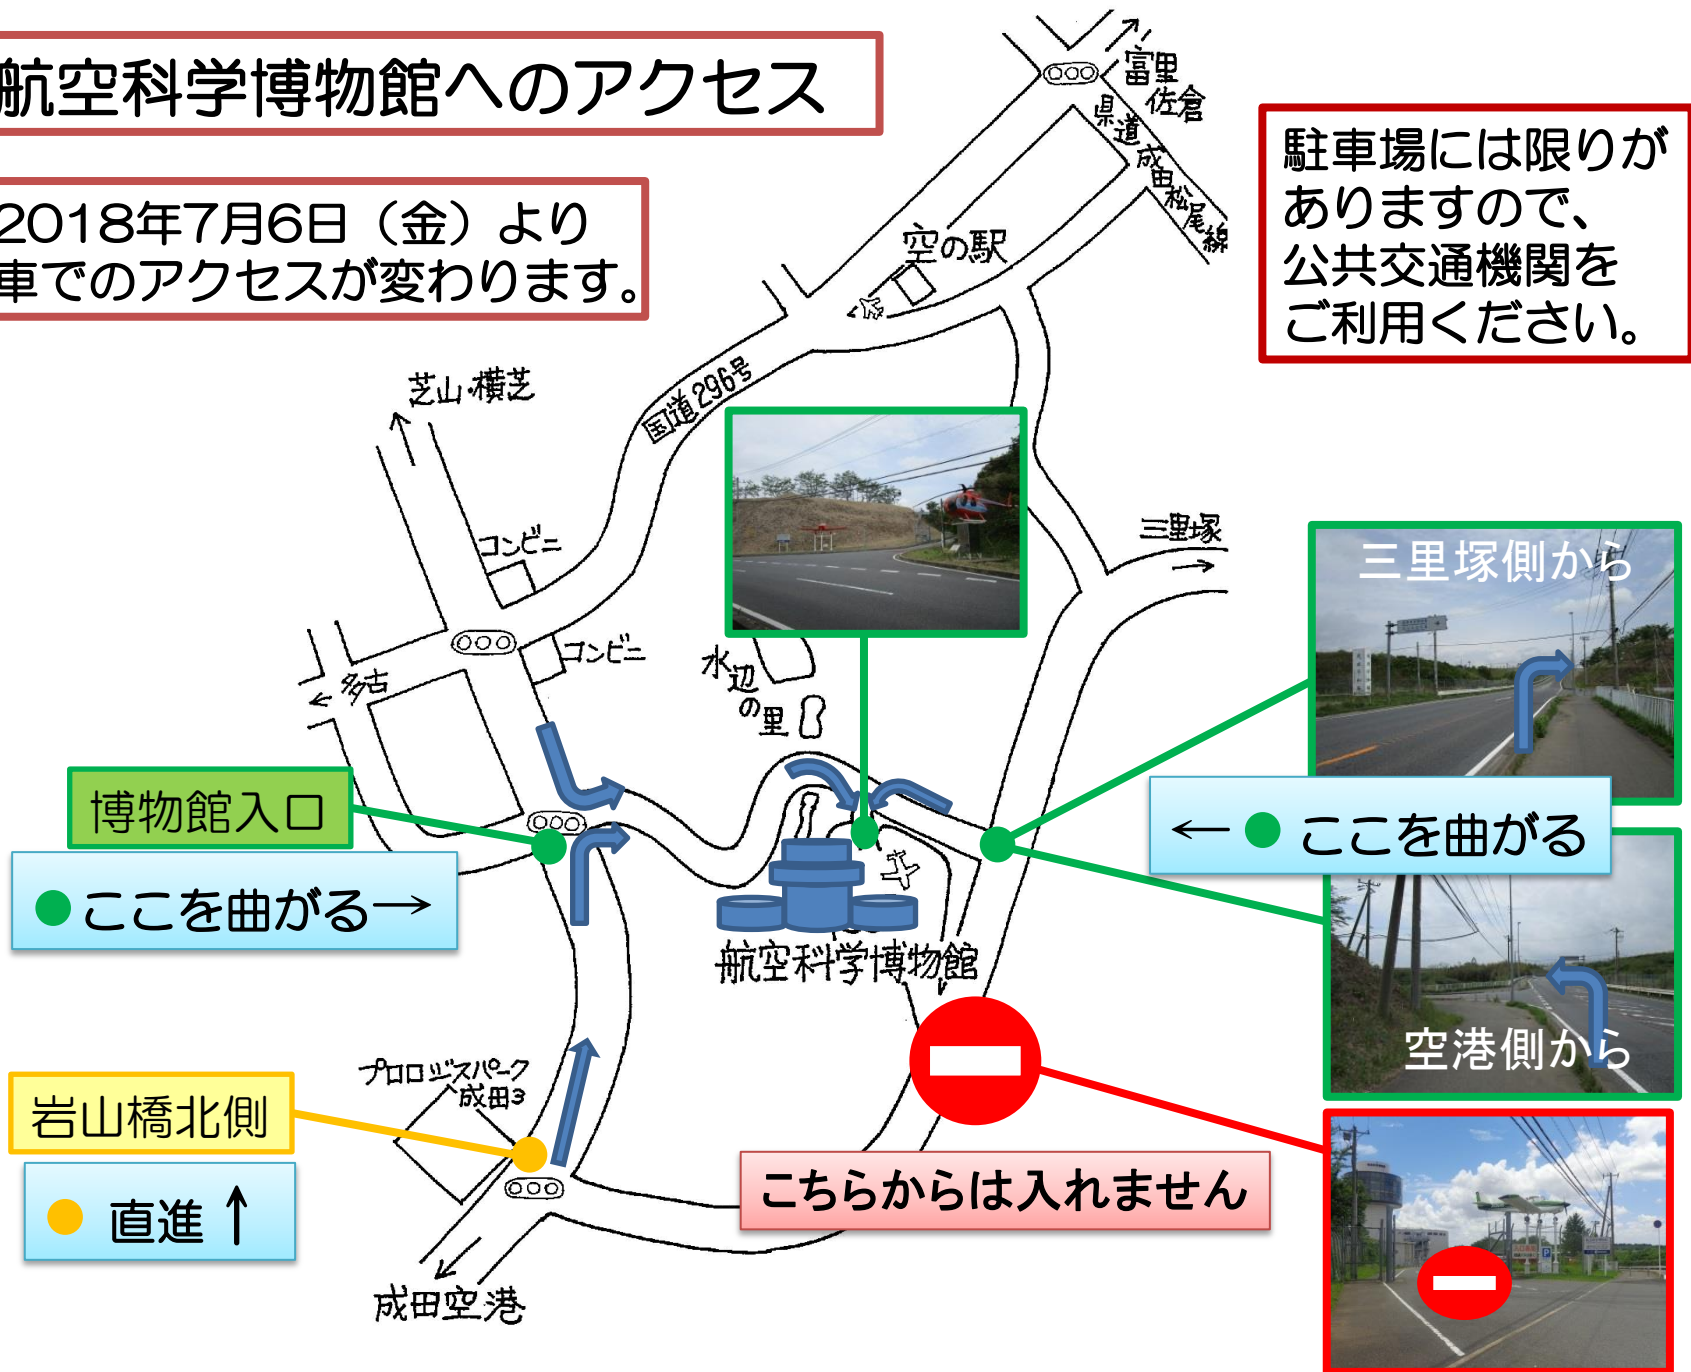 航空科学博物館へのアクセス
2018年7月6日（金）より
車でのアクセスが変わります。
駐車場には限りが
ありますので、
公共交通機関を
ご利用ください。
富里
佐倉
県道成田松尾線
空の駅
国道296号
芝山・横芝
コンビニ
コンビニ
多古
水辺の里
三里塚
三里塚側から
博物館入口
●ここを曲がる→
←●ここを曲がる
航空科学博物館
空港側から
プロロジスパーク
成田3
岩山橋北側
● 直進↑
こちらからは入れません
成田空港